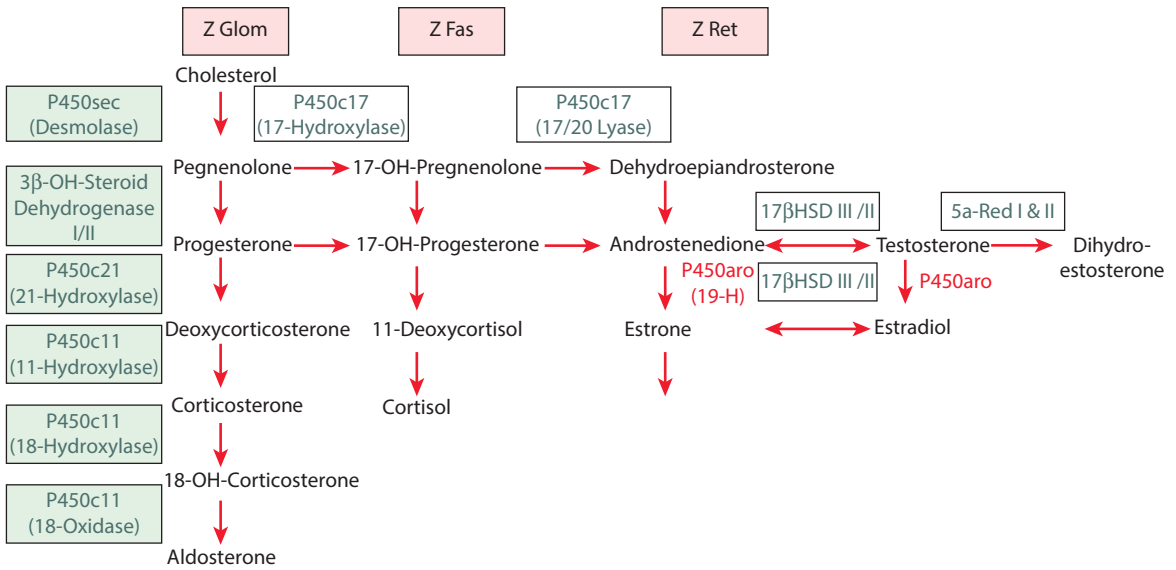 Z Glom
Z Fas
Z Ret
Cholesterol
P450sec
(Desmolase)
P450c17
(17-Hydroxylase)
P450c17
(17/20 Lyase)
Pegnenolone
17-OH-Pregnenolone
Dehydroepiandrosterone
3β-OH-Steroid
Dehydrogenase
I/II
17βHSD III /II
5a-Red I & II
Progesterone
17-OH-Progesterone
Androstenedione
Testosterone
Dihydro-
estosterone
P450c21
(21-Hydroxylase)
P450aro
(19-H)
17βHSD III /II
P450aro
Deoxycorticosterone
11-Deoxycortisol
Estrone
Estradiol
P450c11
(11-Hydroxylase)
Corticosterone
Cortisol
P450c11
(18-Hydroxylase)
18-OH-Corticosterone
P450c11
(18-Oxidase)
Aldosterone